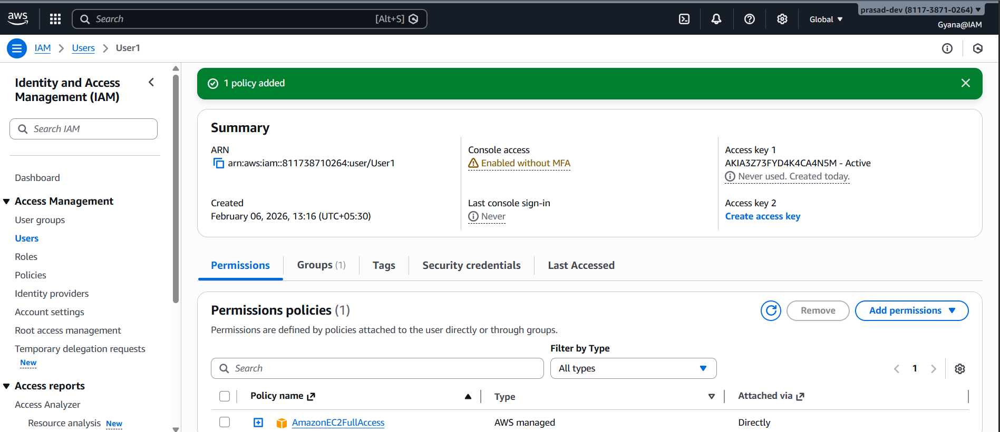 aws
Search
[Alt+S]
Global
prasad-dev (8117-3871-0264)
Gyana@IAM
IAM
Users
User1
Identity and Access
Management (IAM)
Search IAM
Dashboard
Access Management
User groups
Users
Roles
Policies
Identity providers
Account settings
Root access management
Temporary delegation requests
New
Access reports
Access Analyzer
Resource analysis New
1 policy added
Summary
ARN
arn:aws:iam::811738710264:user/User1
Created
February 06, 2026, 13:16 (UTC+05:30)
Console access
Enabled without MFA
Last console sign-in
Never
Access key 1
AKIA3Z73FYD4K4CA4N5M - Active
Never used. Created today.
Access key 2
Create access key
Permissions
Groups (1)
Tags
Security credentials
Last Accessed
Permissions policies (1)
Remove
Add permissions
Permissions are defined by policies attached to the user directly or through groups.
Filter by Type
Search
All types
1
Policy name
Type
Attached via
AmazonEC2FullAccess
AWS managed
Directly